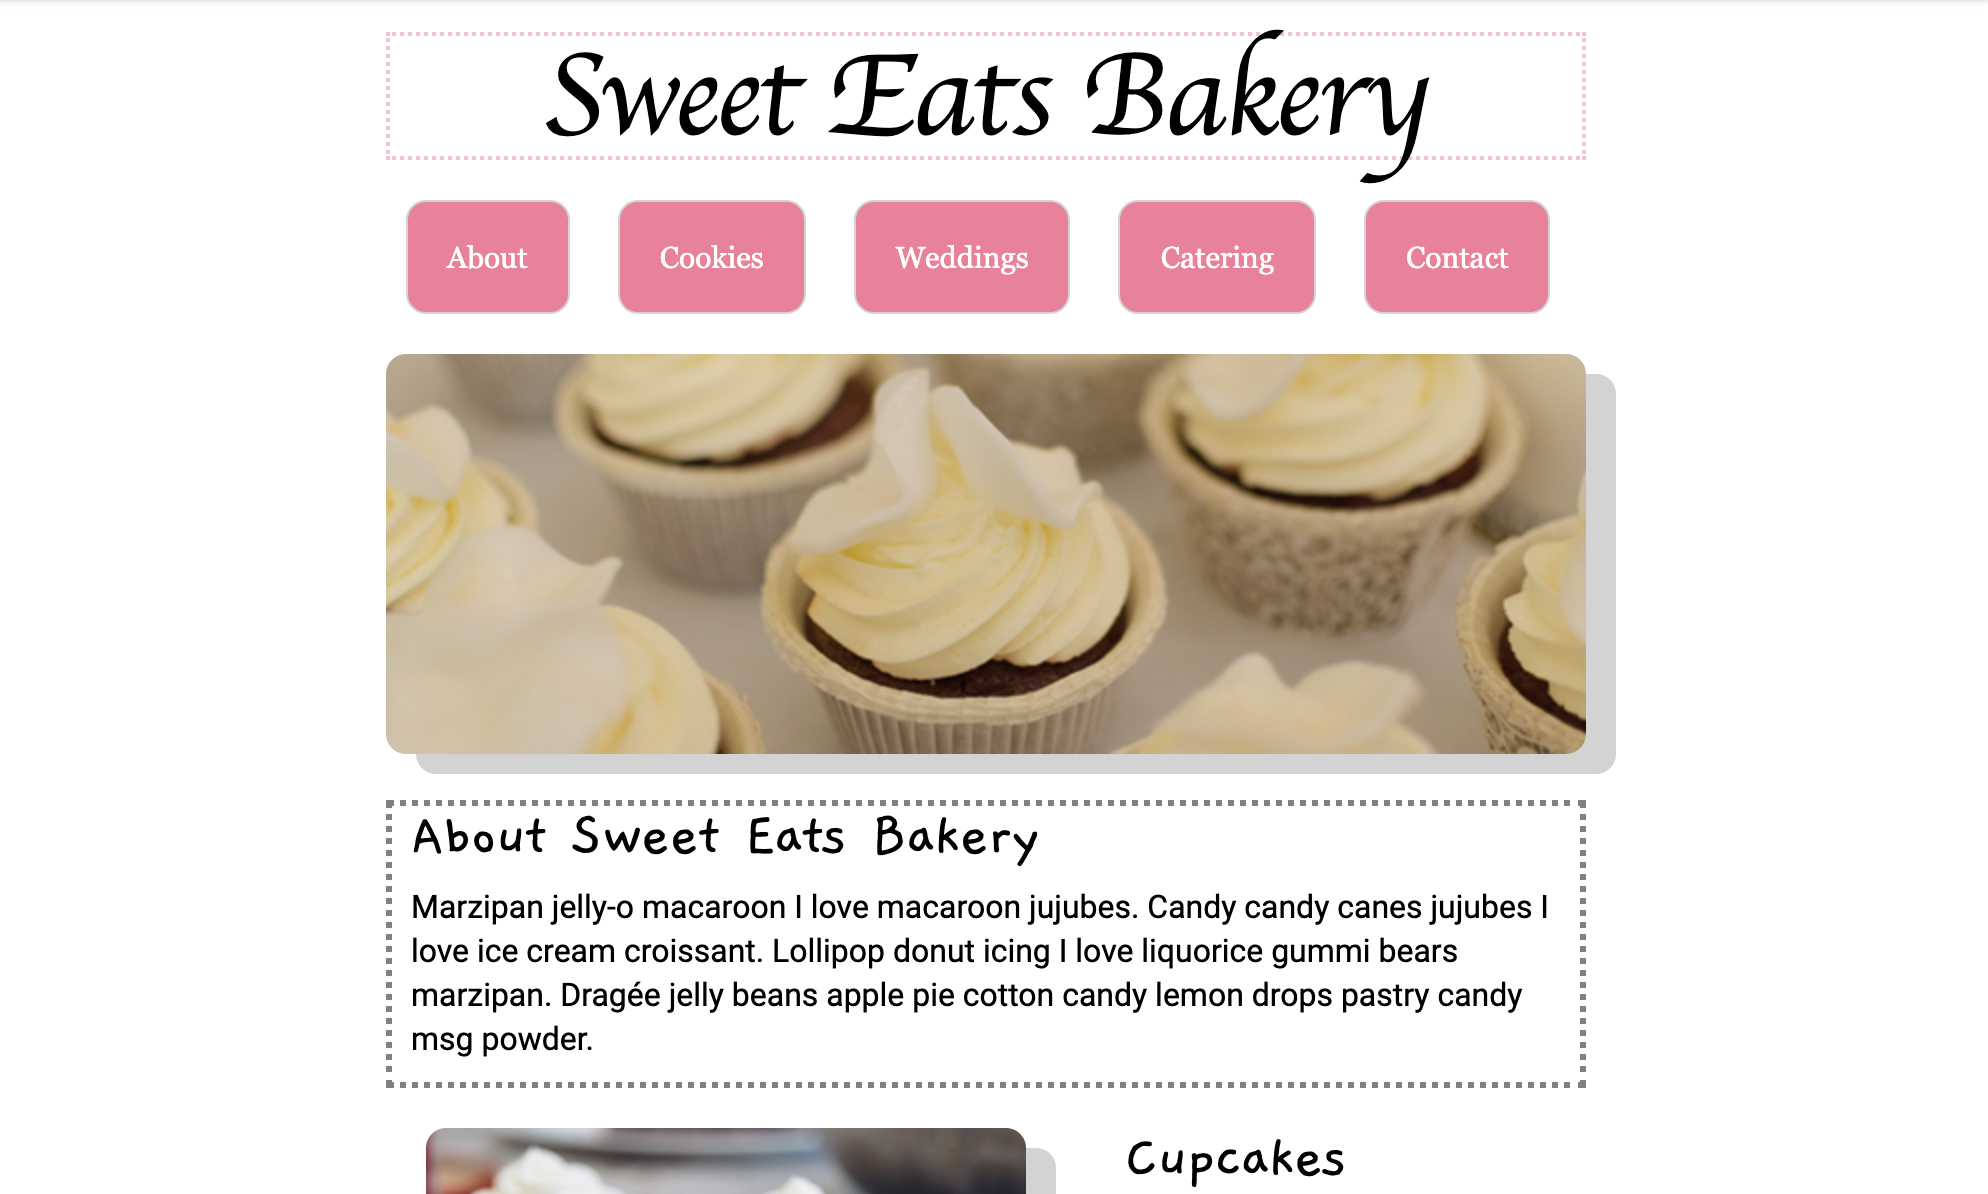 Sweet Eats Bakery
About
Cookies
Weddings
Catering
Contact
About Sweet Eats Bakery
Marzipan jelly-o macaroon I love macaroon jujubes. Candy candy canes jujubes I
love ice cream croissant. Lollipop donut icing I love liquorice gummi bears
marzipan. Dragée jelly beans apple pie cotton candy lemon drops pastry candy
msg powder.
Cupcakes